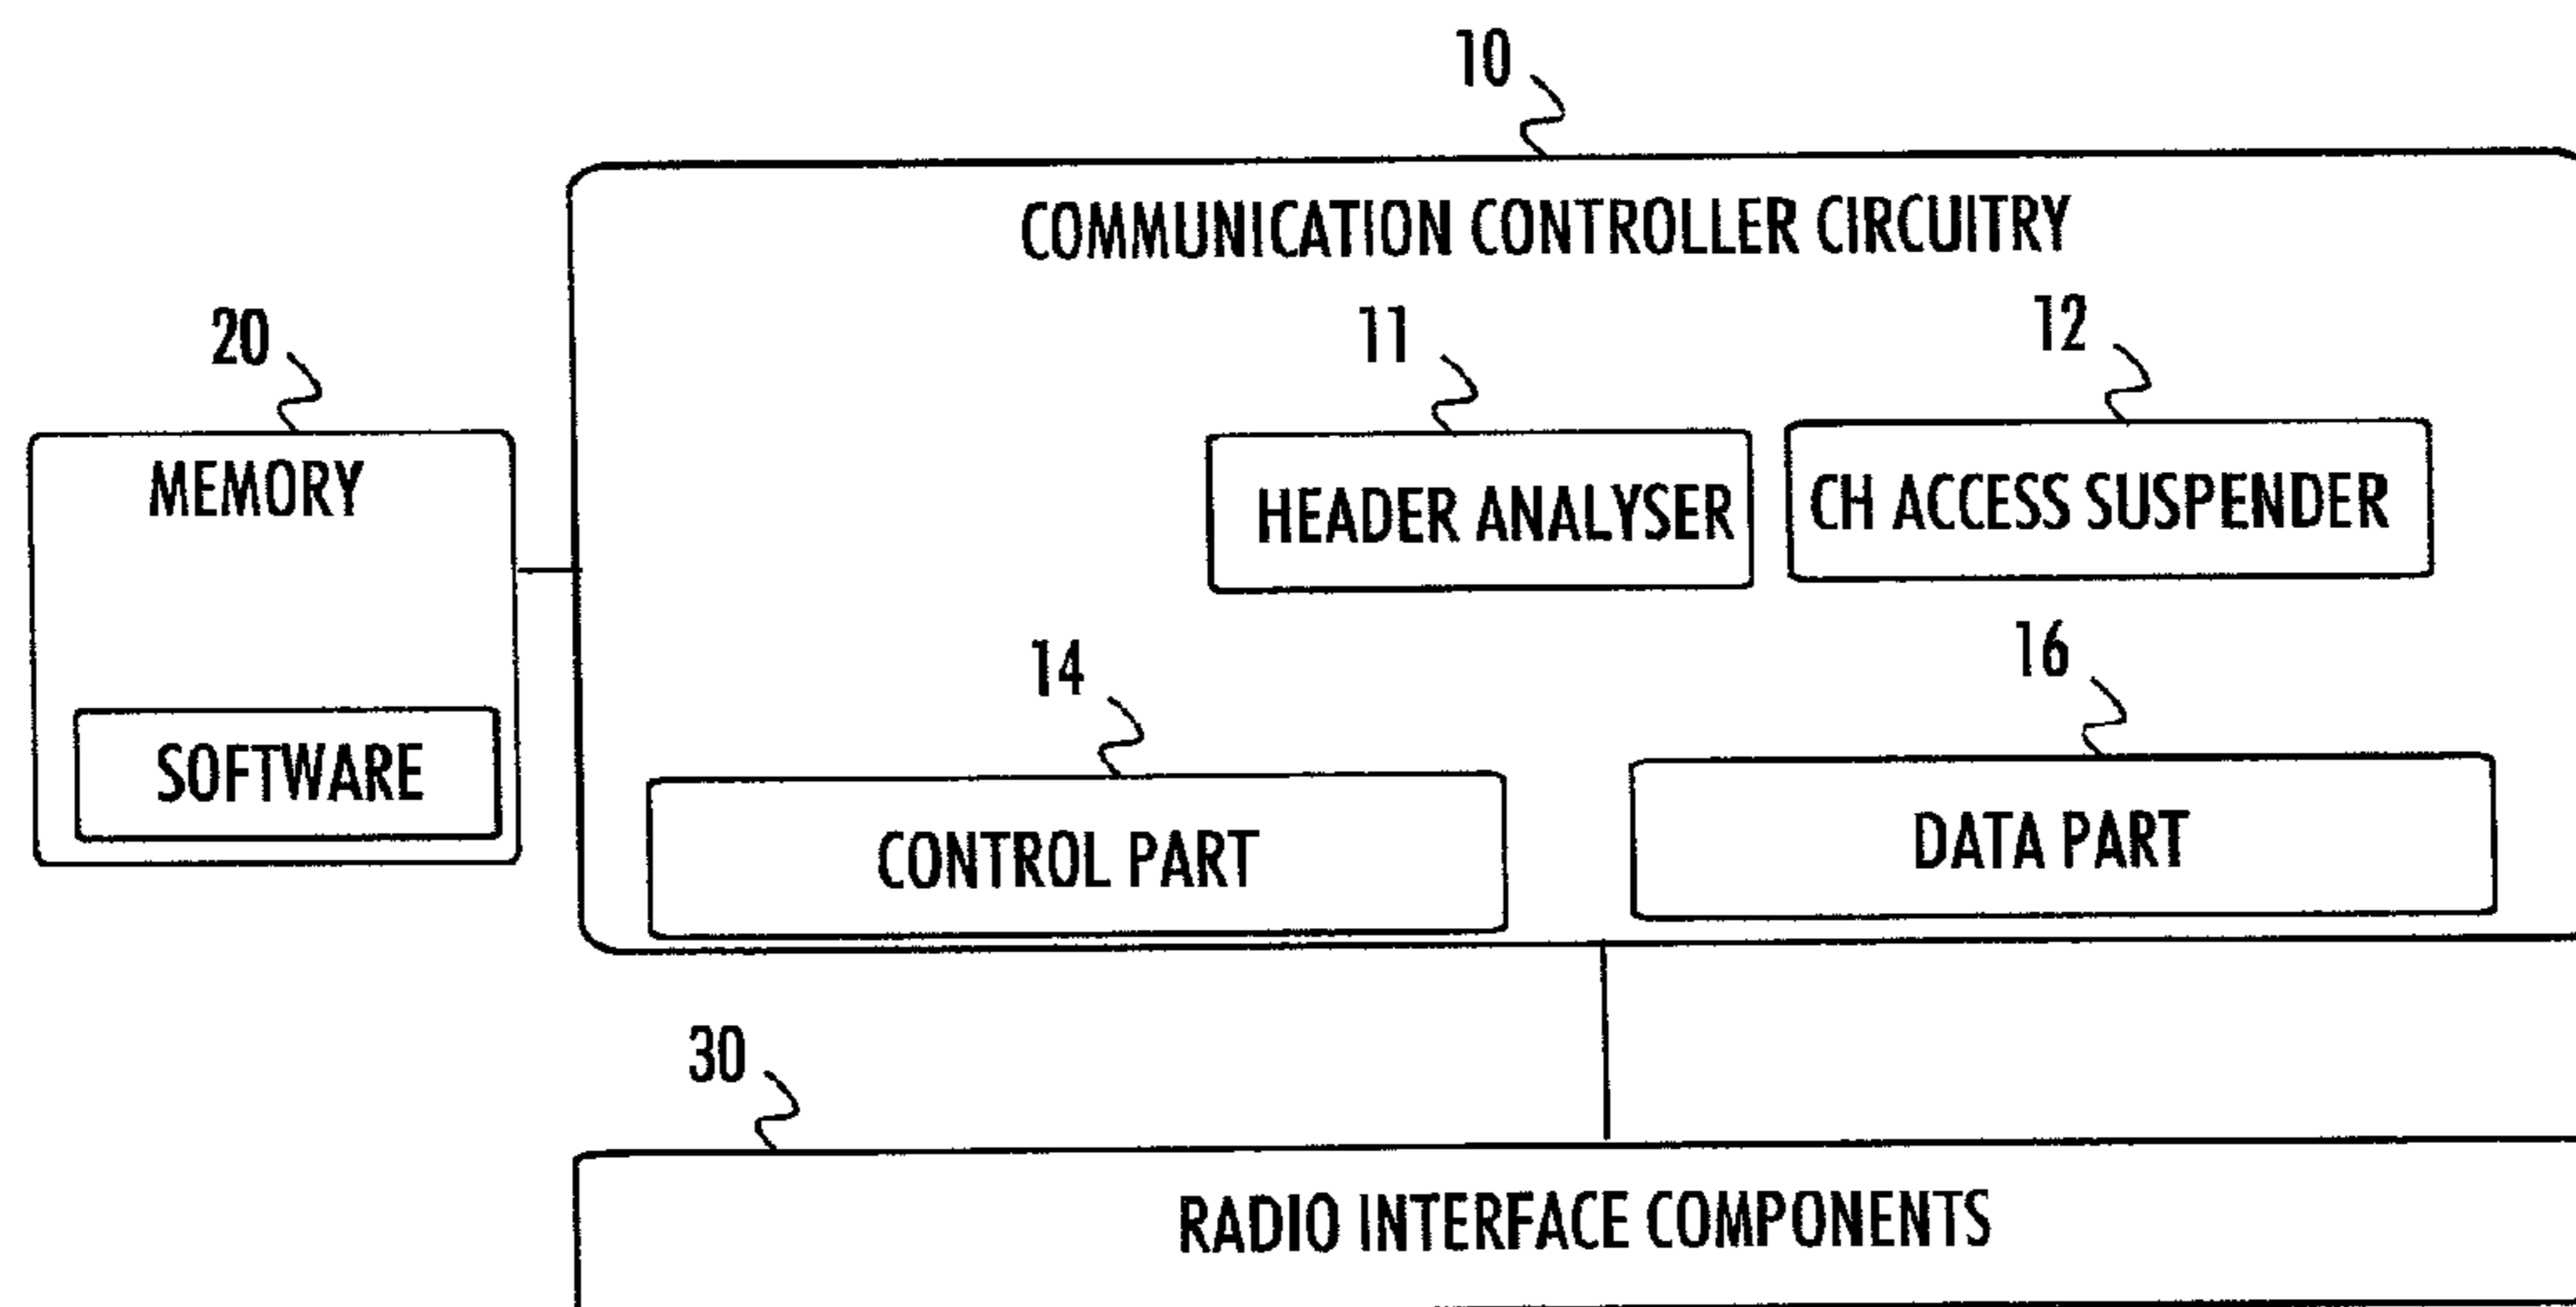 10
COMMUNICATION CONTROLLER CIRCUITRY
20
11
12
MEMORY
HEADER ANALYSER
CH ACCESS SUSPENDER
14
16
SOFTWARE
CONTROL PART
DATA PART
30
RADIO INTERFACE COMPONENTS